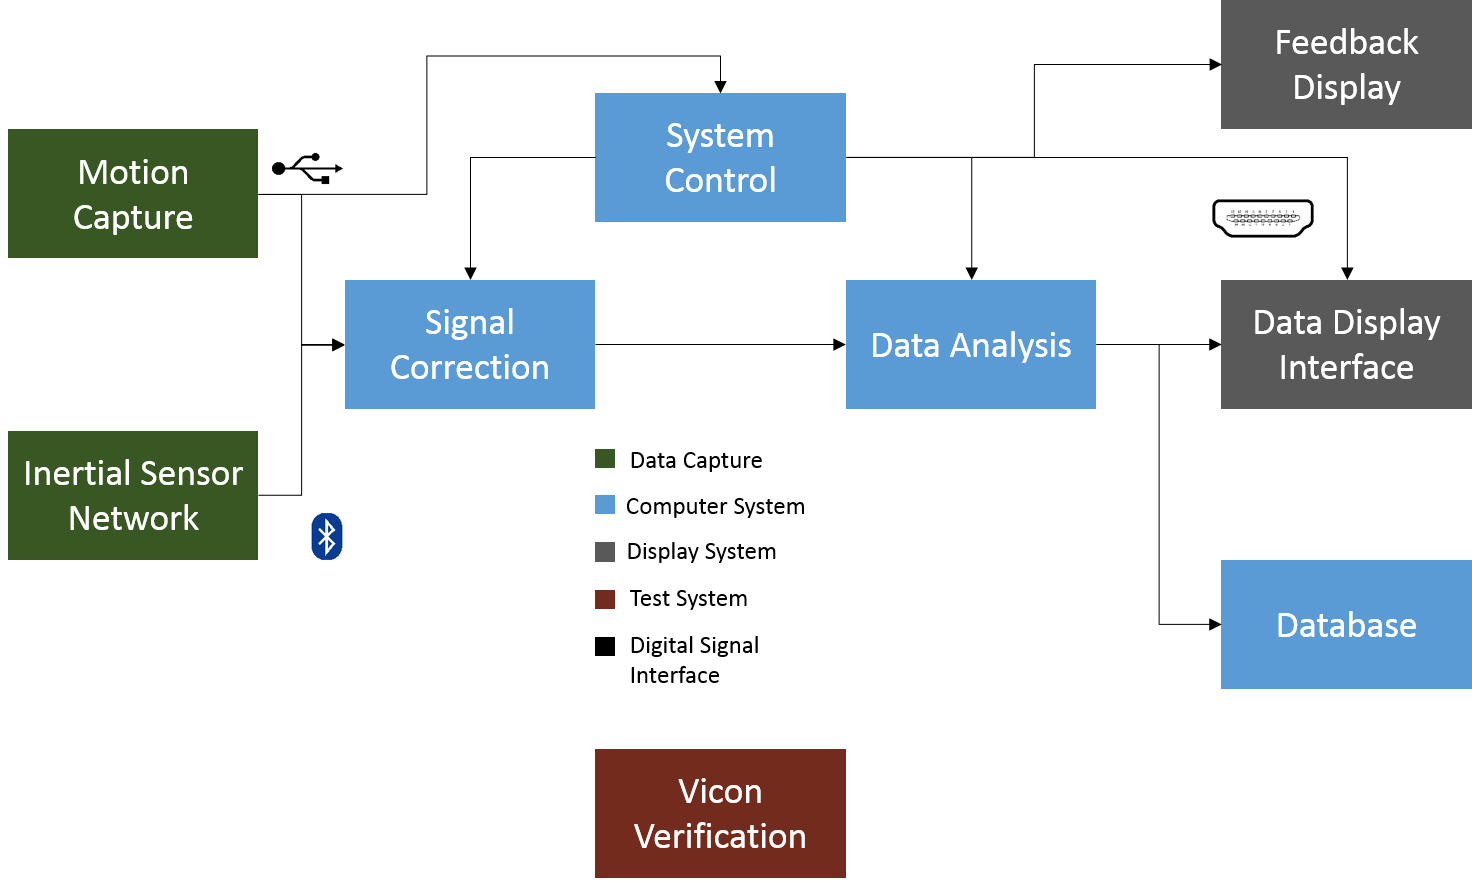 Feedback
Display
System
Control
Motion
Capture
Signal
Correction
Data Analysis
Data Display
Interface
Inertial Sensor
Network
Data Capture
Computer System
Display System
Test System
Digital Signal
Interface
Database
Vicon
Verification